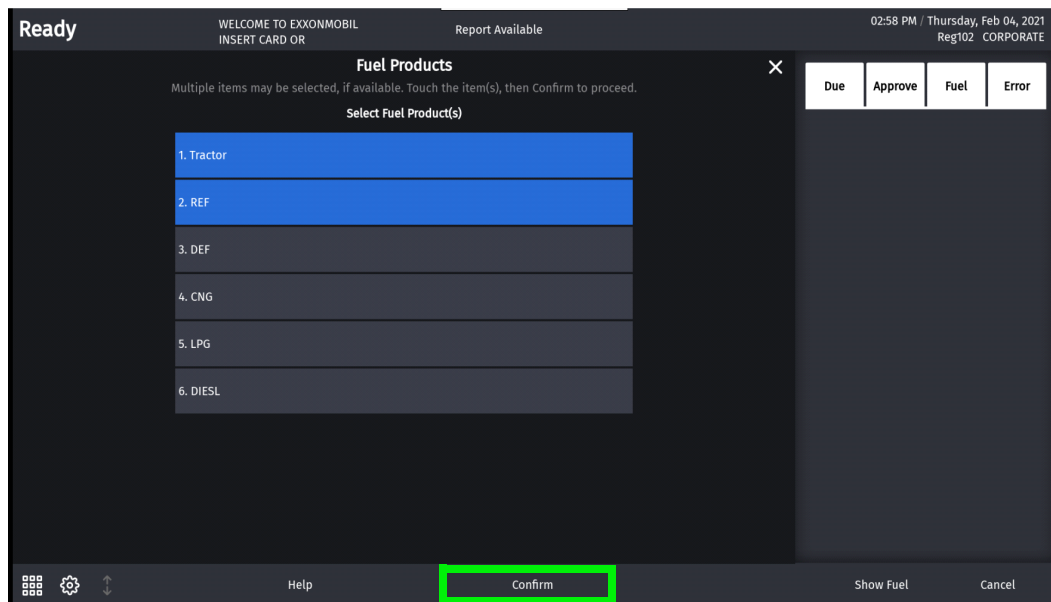 Ready
WELCOME TO EXXONMOBIL
INSERT CARD OR
Report Available
02:58 PM / Thursday, Feb 04, 2021
Reg102 CORPORATE
Fuel Products
Multiple items may be selected, if available. Touch the item(s), then Confirm to proceed.
Select Fuel Product(s)
1. Tractor
2. REF
3. DEF
4. CNG
5. LPG
6. DIESL
Due Approve Fuel Error
Help Confirm Show Fuel Cancel